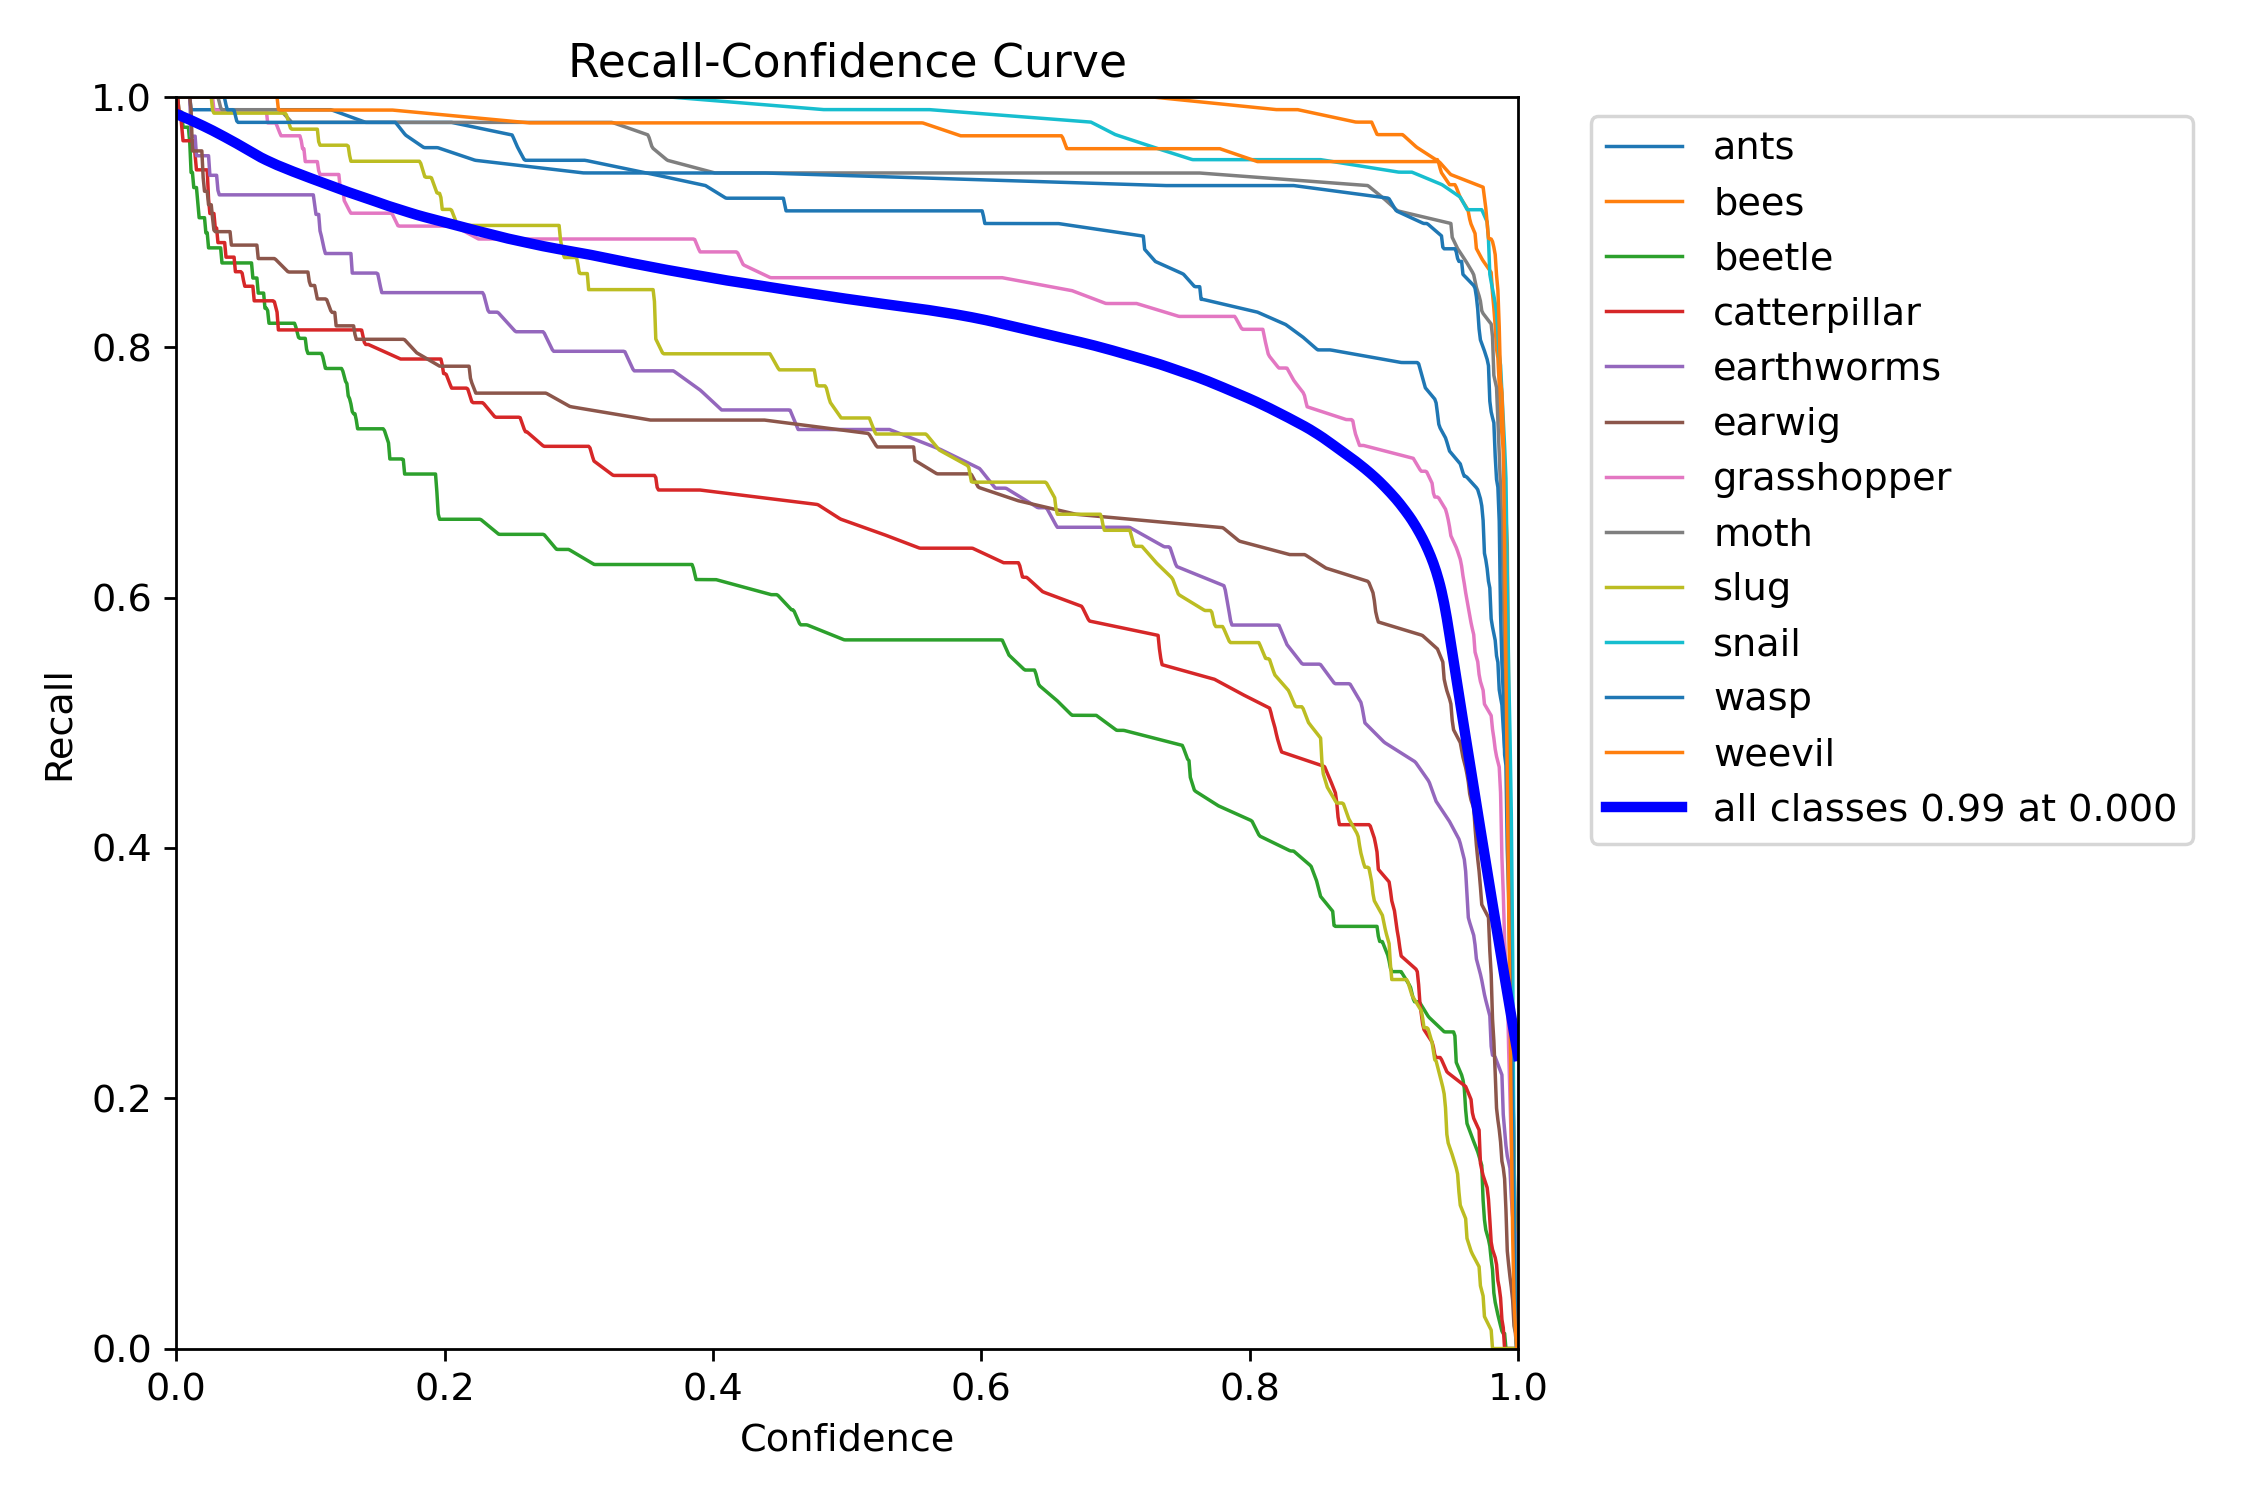 Recall-Confidence Curve
1.0
0.8
0.6
0.4
0.2
0.0
Recall
0.0 0.2 0.4 0.6 0.8 1.0
Confidence
ants
bees
beetle
catterpillar
earthworms
earwig
grasshopper
moth
slug
snail
wasp
weevil
all classes 0.99 at 0.000